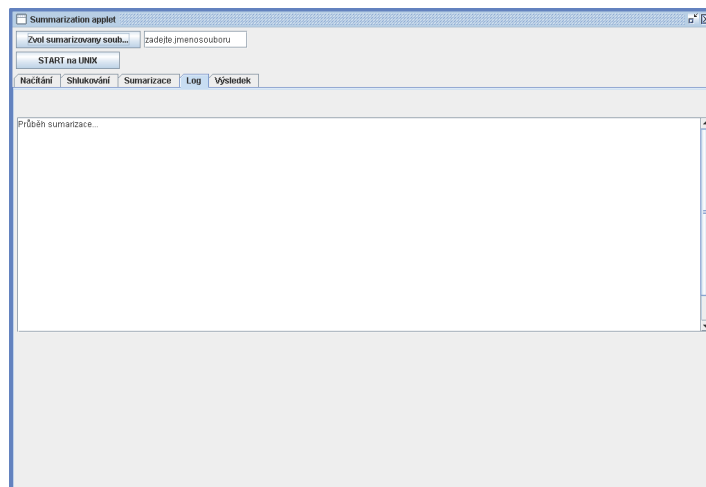 Summarization applet
Zvol sumarizovany soub... zadejte.jmenosouboru
START na UNIX
Načítání Shlukování Sumarizace Log Výsledek
Průběh sumarizace...